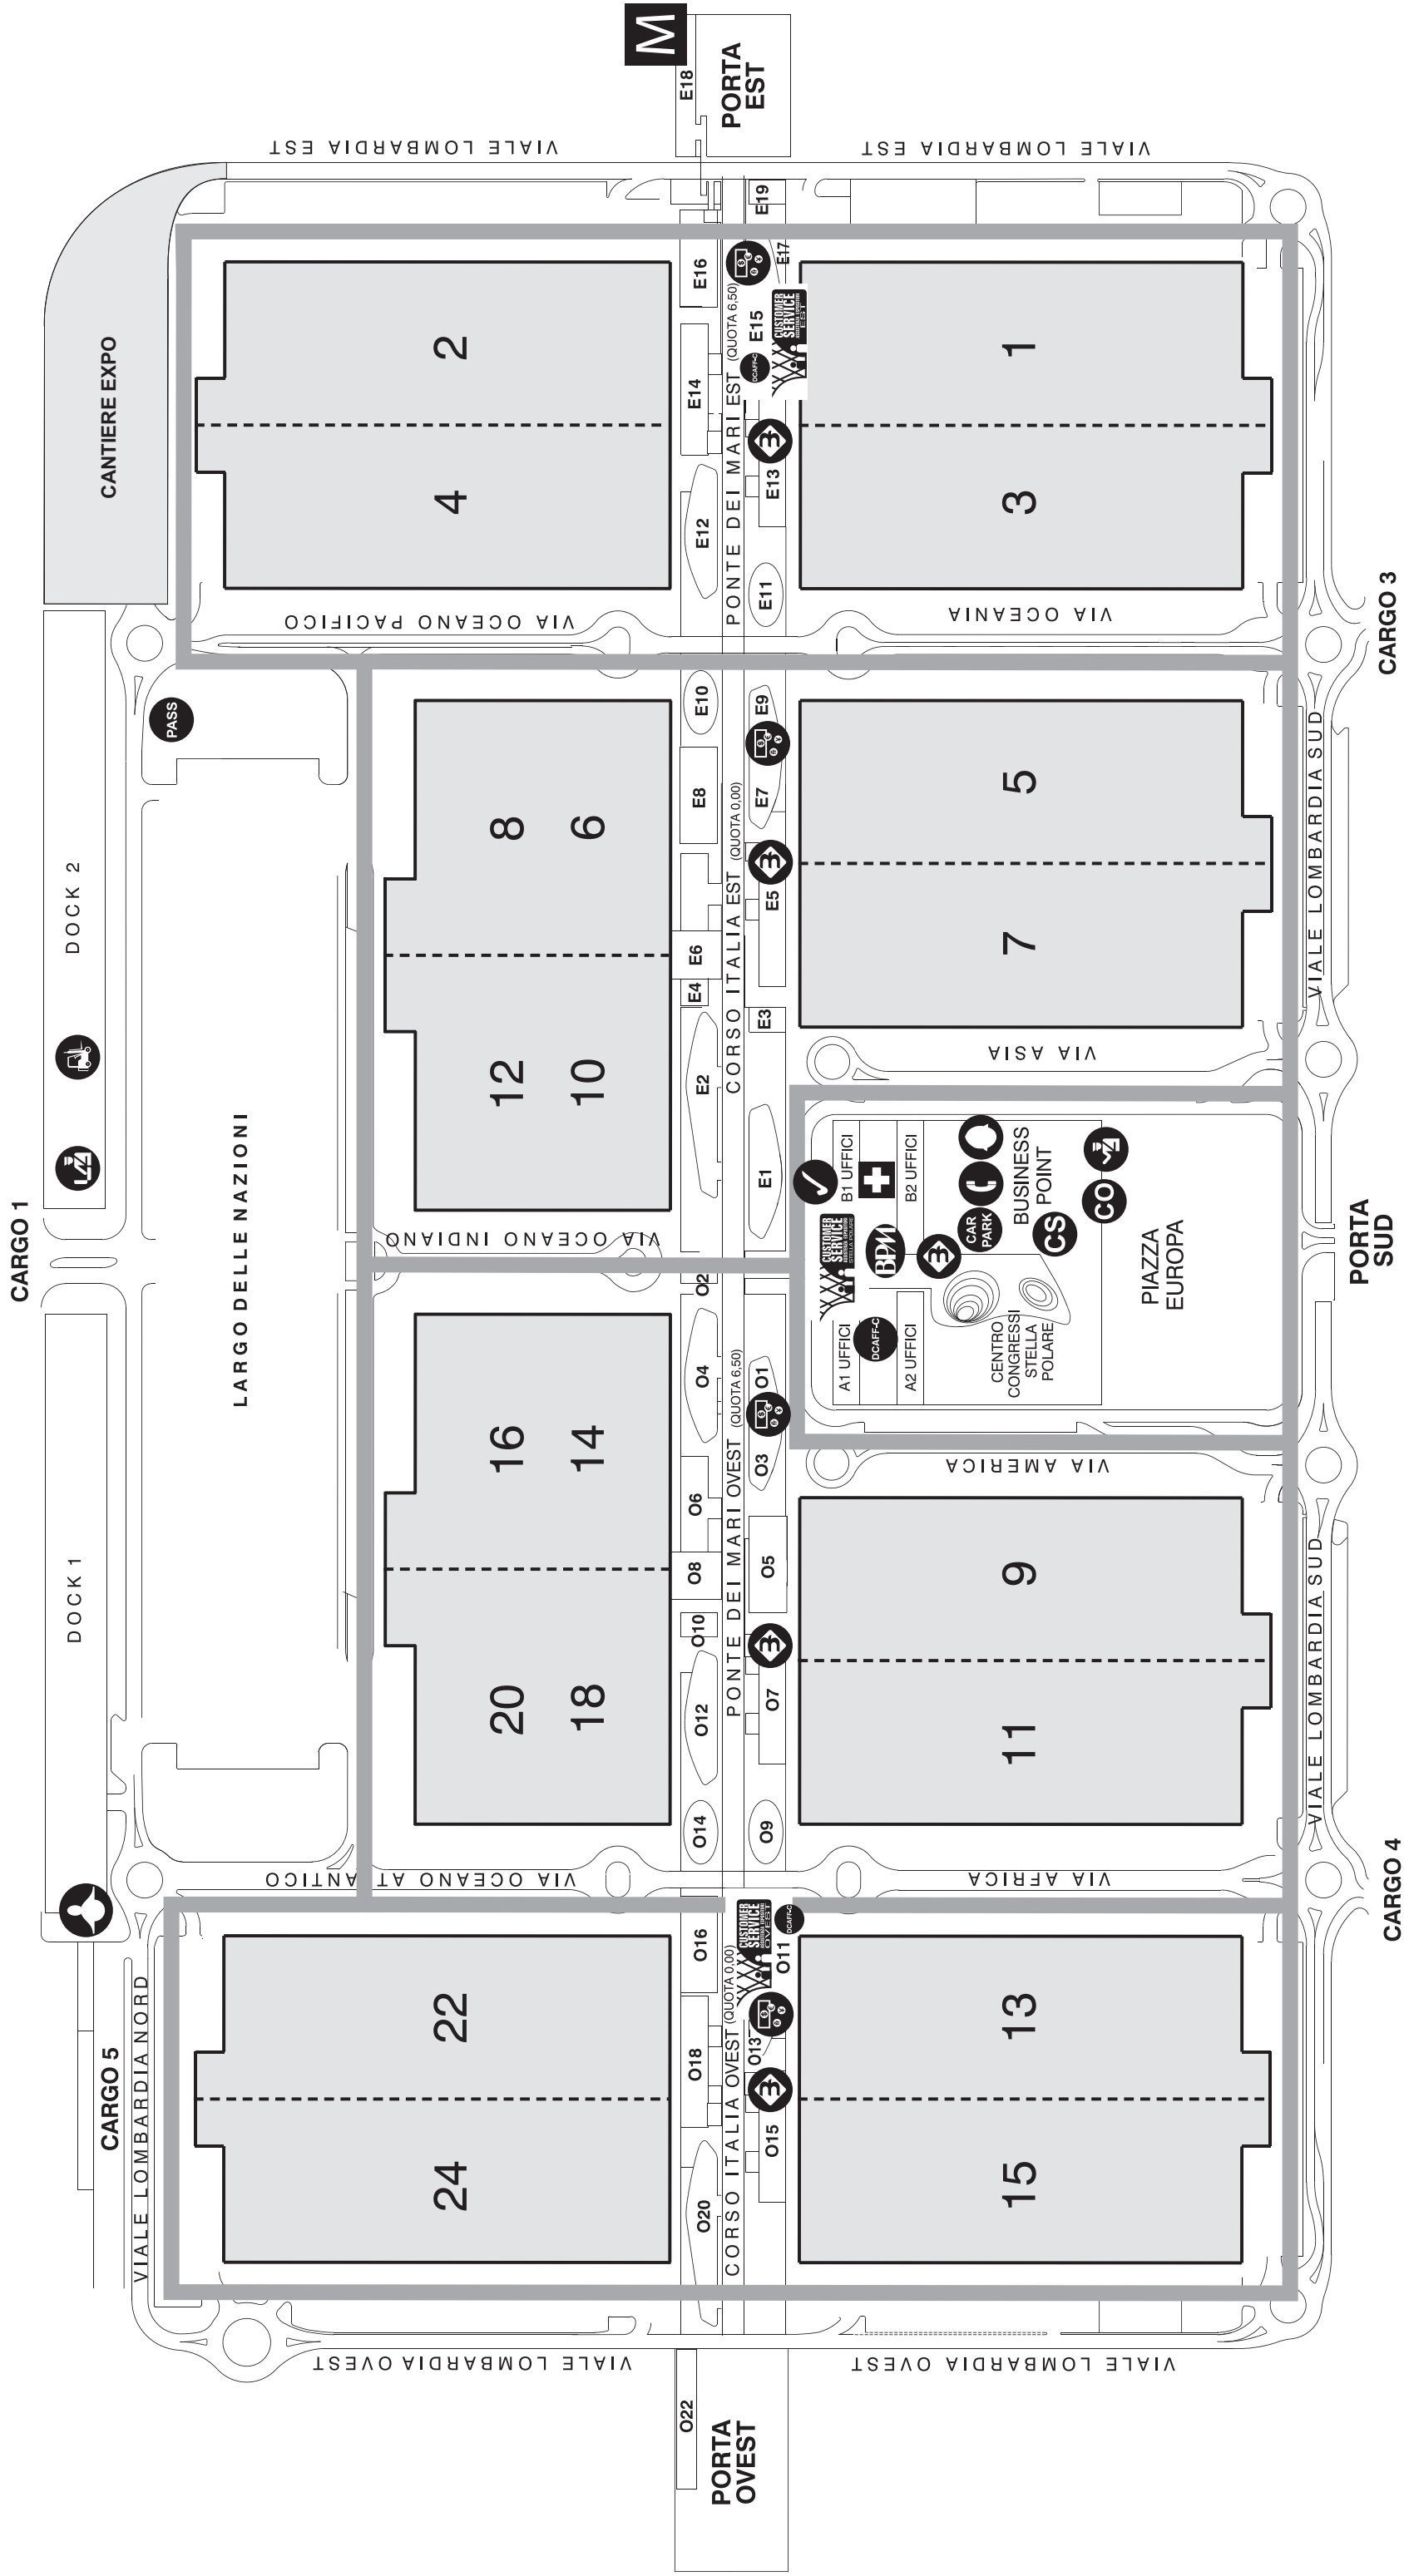 M
E18
PORTA
EST
VIALE LOMBARDIA EST
VIALE LOMBARDIA EST
CANTIERE EXPO
2
4
E16
E14
E12
PONTE DEI MARI EST (QUOTA 6,50)
E19
E17
E15
CUSTOMER
SERVICE
EST
DCAFF-C
E13
E11
1
3
VIA OCEANO PACIFICO
VIA OCEANIA
CARGO 3
PASS
DOCK 2
CARGO 1
LARGO DELLE NAZIONI
8
6
12
10
E10
E8
E6
E4
E2
CORSO ITALIA EST (QUOTA 0,00)
E9
E7
E5
E3
E1
5
7
VIALE LOMBARDIA SUD
VIA ASIA
VIA OCEANO INDIANO
B1 UFFICI
B2 UFFICI
BUSINESS
POINT
CAR
PARK
CS
CO
BPM
CUSTOMER
SERVICE
STELLA POLARE
DCAFF-C
A1 UFFICI
A2 UFFICI
CENTRO
CONGRESSI
STELLA
POLARE
PIAZZA
EUROPA
PORTA
SUD
DOCK 1
16
14
20
18
O2
O4
O6
O8
O10
O12
O14
PONTE DEI MARI OVEST (QUOTA 6,50)
O1
O3
O5
O7
O9
VIA AMERICA
9
11
VIALE LOMBARDIA SUD
VIA OCEANO AT ANTICO
VIA AFRICA
CARGO 4
CARGO 5
VIALE LOMBARDIA NORD
22
24
O16
O18
O20
CORSO ITALIA OVEST (QUOTA 0,00)
CUSTOMER
SERVICE
OVEST
DCAFF-C
O11
O13
O15
13
15
VIALE LOMBARDIA OVEST
VIALE LOMBARDIA OVEST
O22
PORTA
OVEST